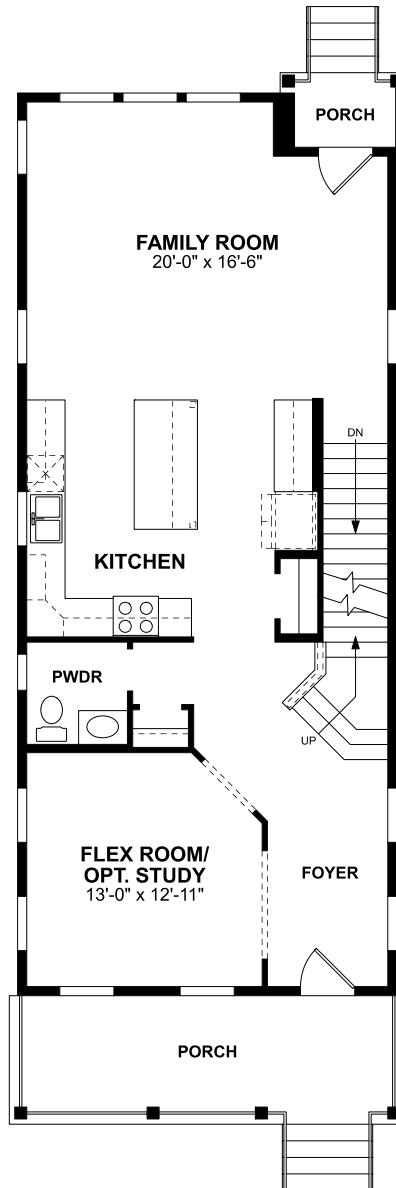 PORCH
FAMILY ROOM
20'-0" x 16'-6"
DN
KITCHEN
PWDR
UP
FLEX ROOM/
OPT. STUDY
13'-0" x 12'-11"
FOYER
PORCH